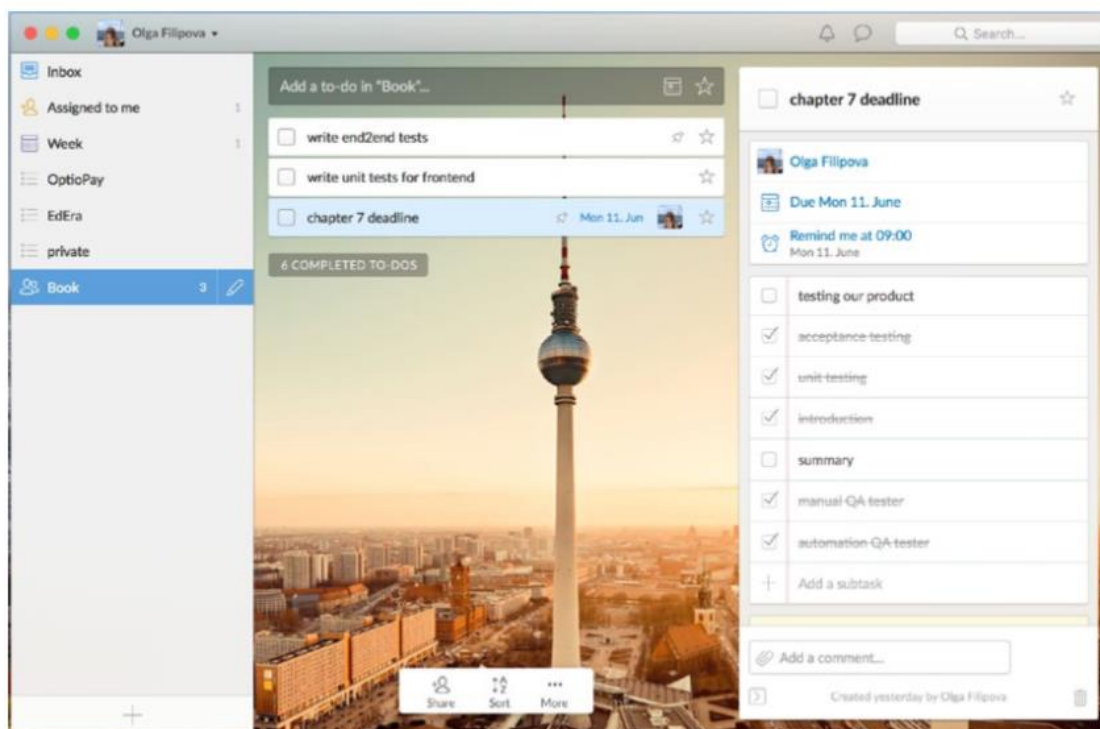 Olga Filipova
Search...
Inbox
Assigned to me 1
Week 1
OptioPay
EdEra
private
Book 3
Add a to-do in "Book"...
write end2end tests
write unit tests for frontend
chapter 7 deadline Mon 11. Jun
6 COMPLETED TO-DOS
Share Sort More
chapter 7 deadline
Olga Filipova
Due Mon 11. June
Remind me at 09:00
Mon 11. June
testing our product
acceptance testing
unit testing
introduction
summary
manual QA tester
automation QA tester
Add a subtask
Add a comment...
Created yesterday by Olga Filipova